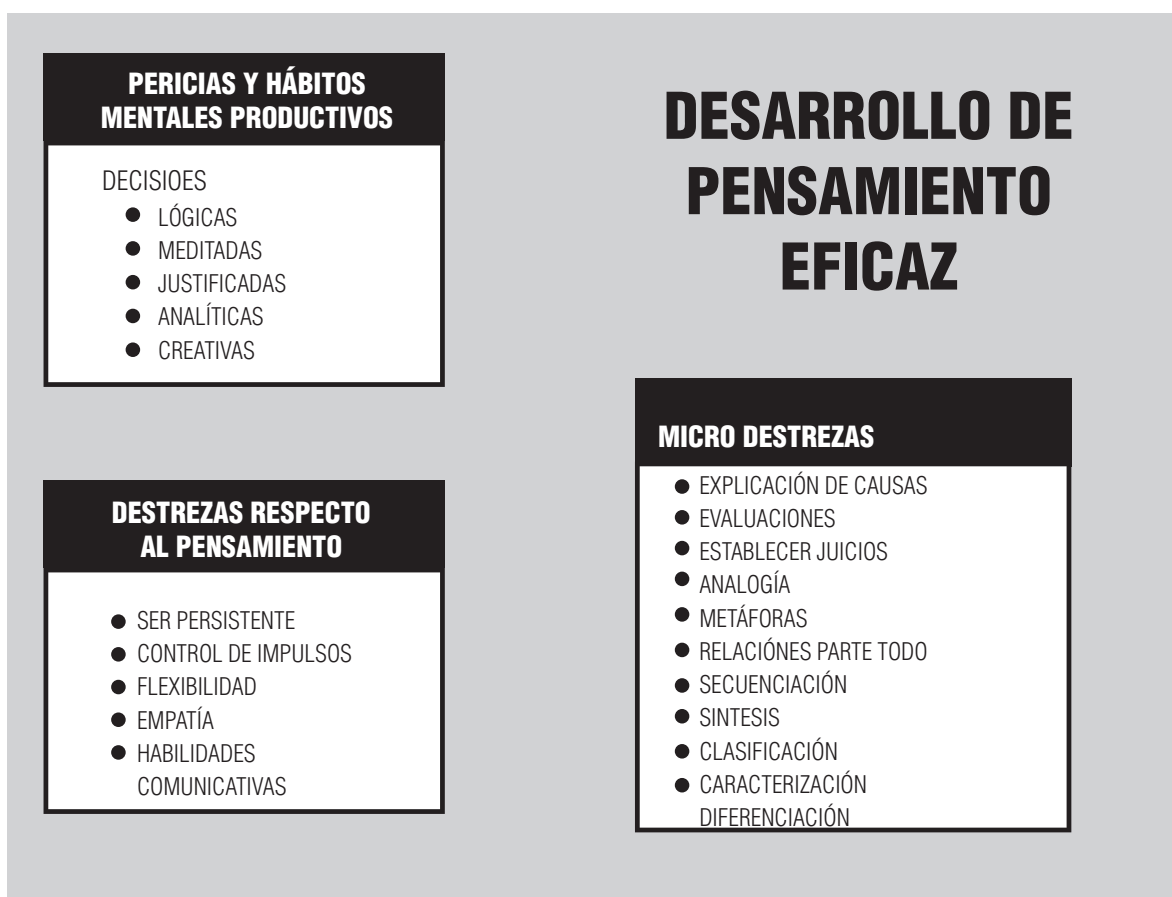 PERICIAS Y HÁBITOS
MENTALES PRODUCTIVOS
DECISIOES
● LÓGICAS
● MEDITADAS
● JUSTIFICADAS
● ANALÍTICAS
● CREATIVAS
DESTREZAS RESPECTO
AL PENSAMIENTO
● SER PERSISTENTE
● CONTROL DE IMPULSOS
● FLEXIBILIDAD
● EMPATÍA
● HABILIDADES
COMUNICATIVAS
DESARROLLO DE
PENSAMIENTO
EFICAZ
MICRO DESTREZAS
● EXPLICACIÓN DE CAUSAS
● EVALUACIONES
● ESTABLECER JUICIOS
● ANALOGÍA
● METÁFORAS
● RELACIÓNES PARTE TODO
● SECUENCIACIÓN
● SINTESIS
● CLASIFICACIÓN
● CARACTERIZACIÓN
DIFERENCIACIÓN